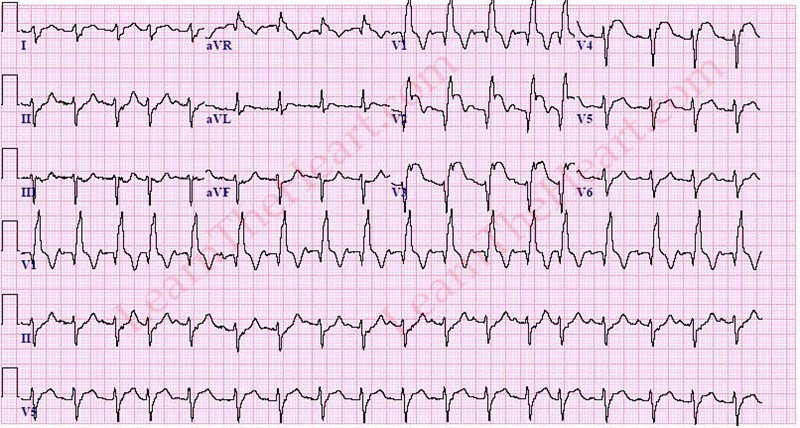 I aVR V1 V4
II aVL V2 V5
III aVF V3 V6
V1
II
V5
LearnTheHeart.com
LearnTheHeart.com